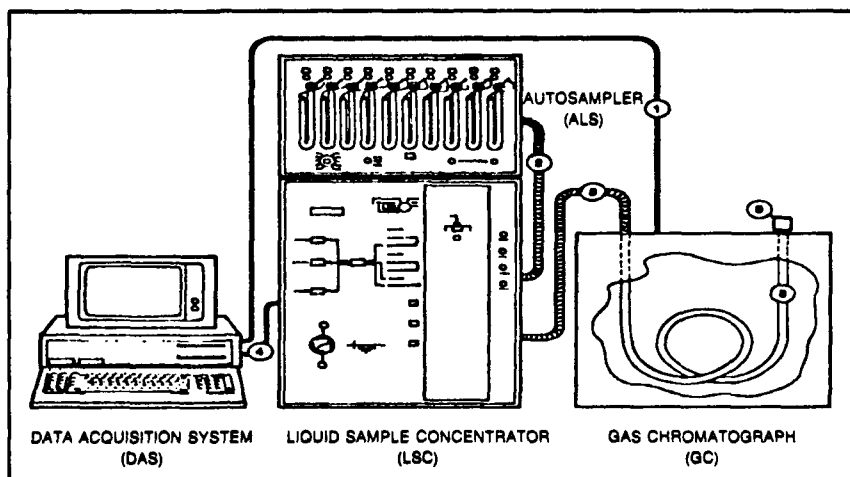 AUTOSAMPLER
(ALS)
1
4
DATA ACQUISITION SYSTEM
(DAS)
LIQUID SAMPLE CONCENTRATOR
(LSC)
GAS CHROMATOGRAPH
(GC)